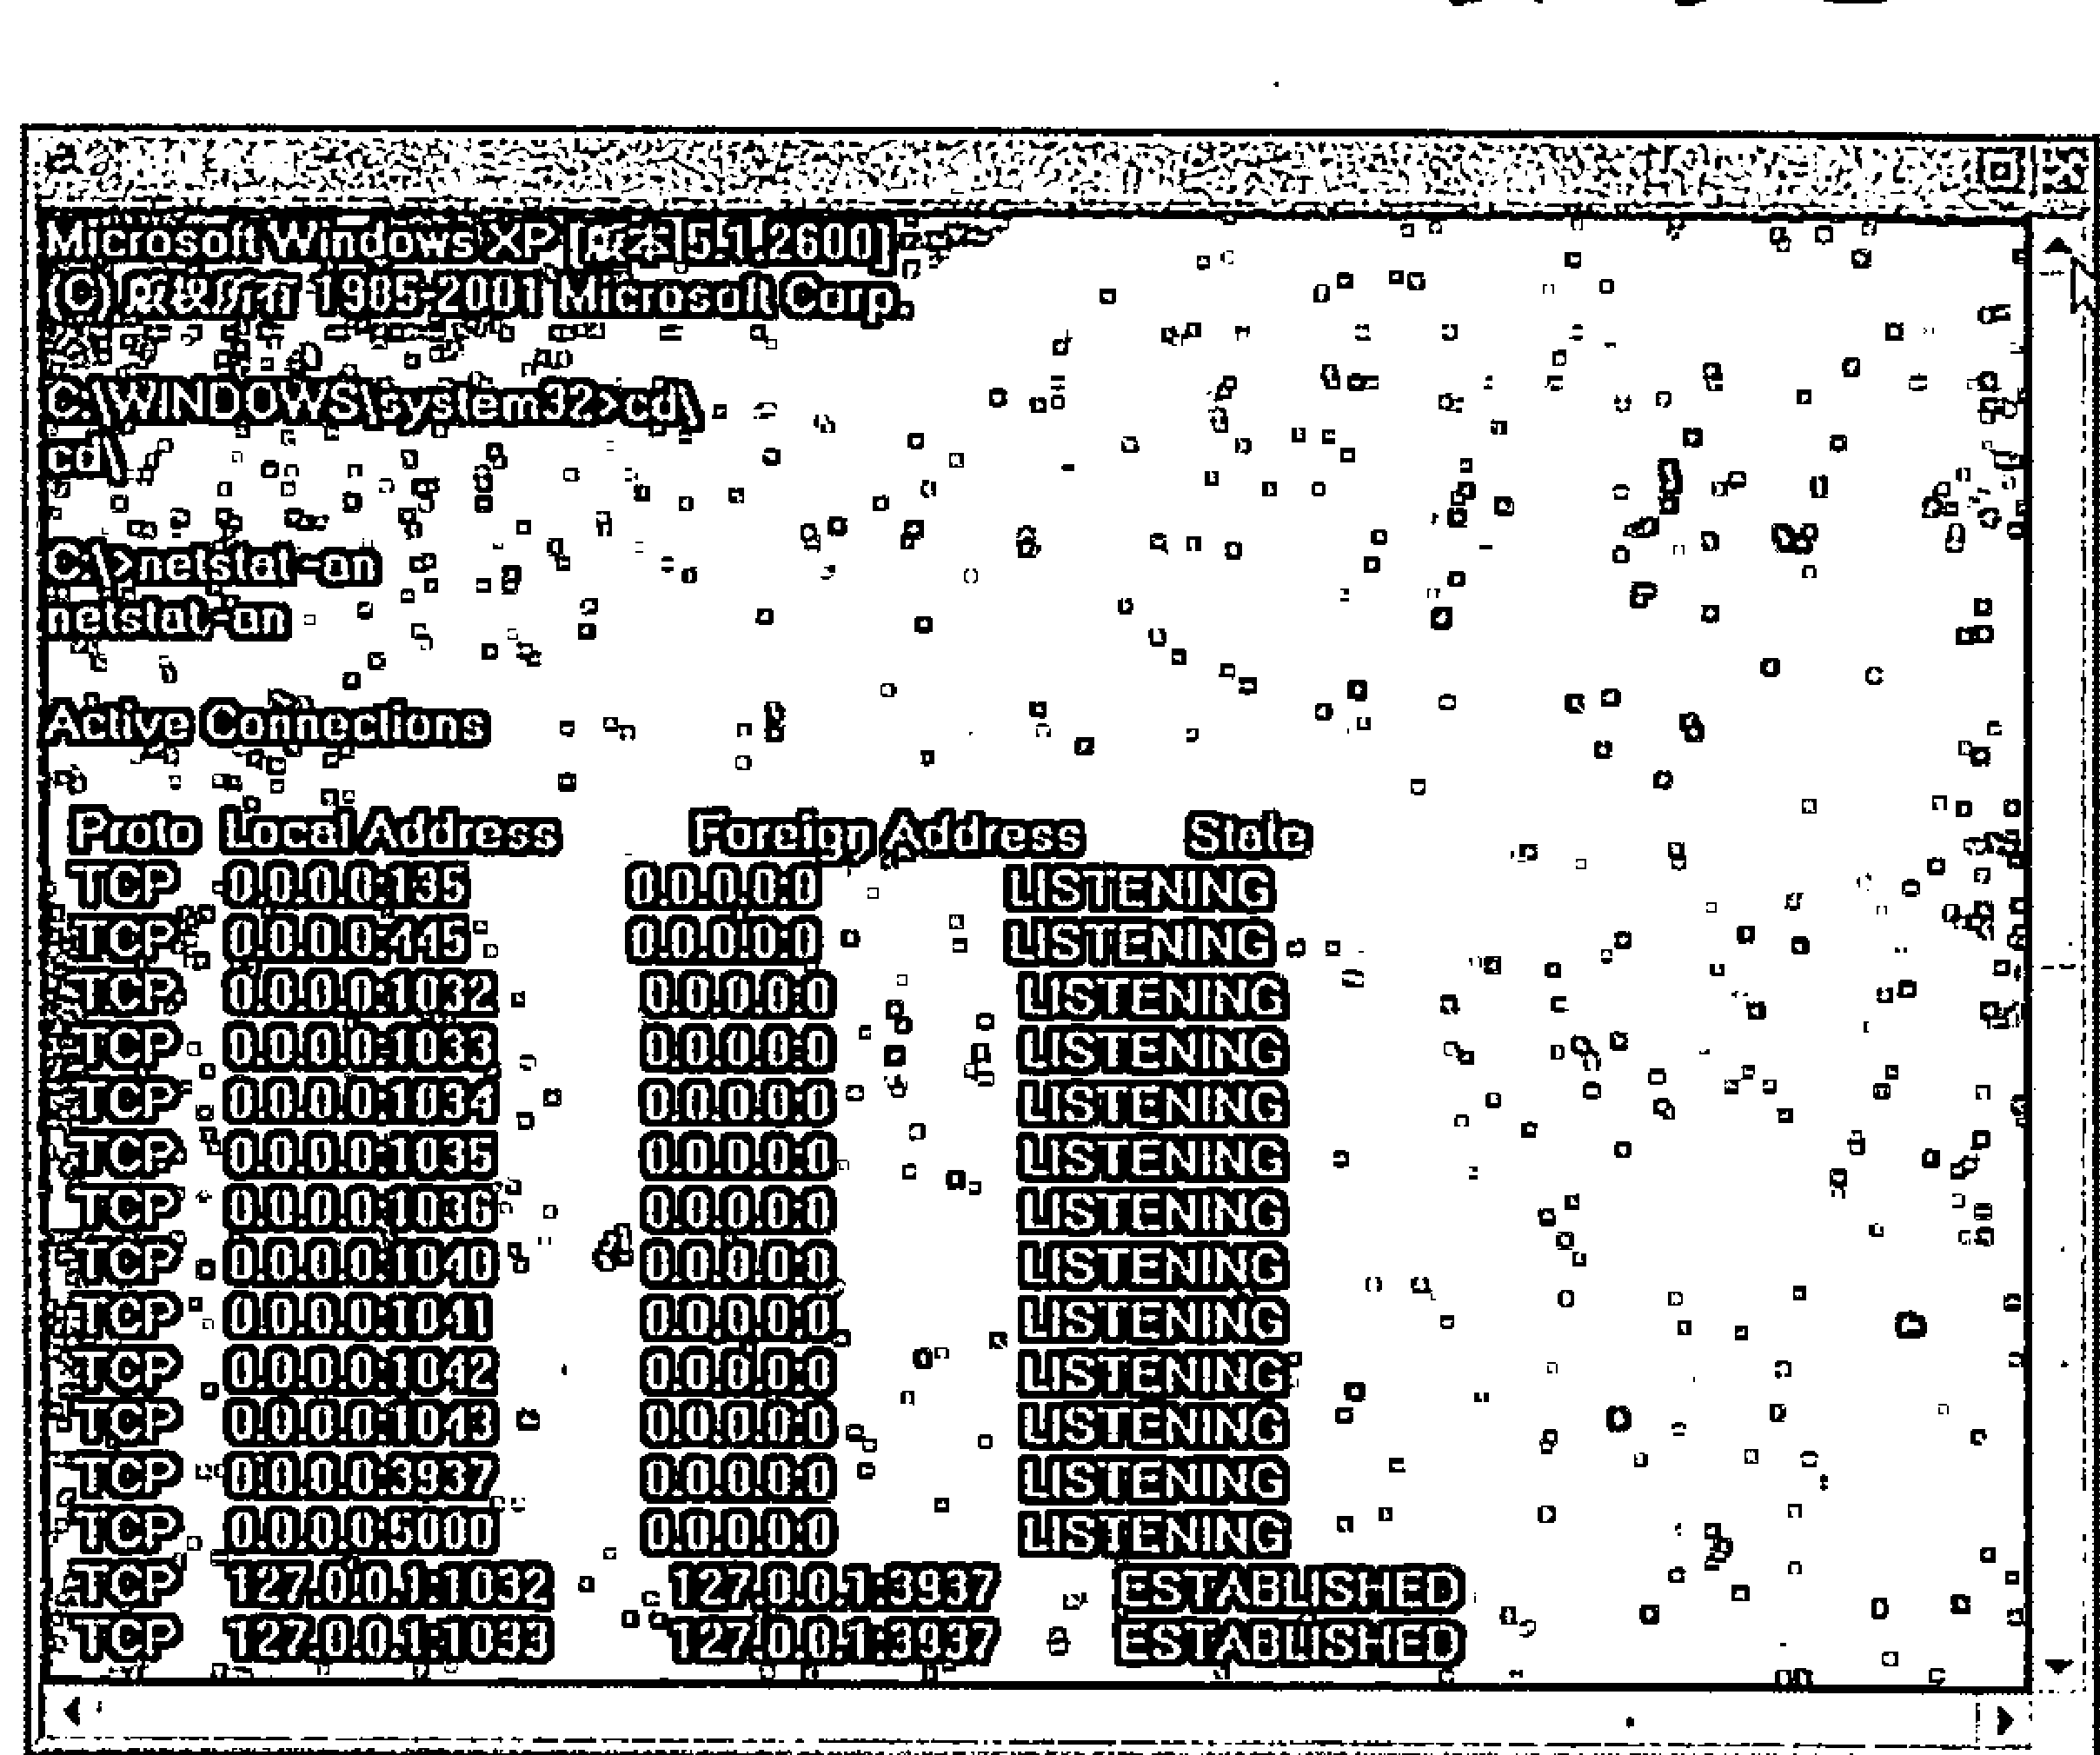 Microsoft Windows XP [版本 5.1.2600]
(C) 版权所有 1985-2001 Microsoft Corp.
C:\WINDOWS\system32>cd\
cd\
C:\>netstat -an
netstat -an
Active Connections
Proto Local Address Foreign Address State
TCP 0.0.0.0:135 0.0.0.0:0 LISTENING
TCP 0.0.0.0:445 0.0.0.0:0 LISTENING
TCP 0.0.0.0:1032 0.0.0.0:0 LISTENING
TCP 0.0.0.0:1033 0.0.0.0:0 LISTENING
TCP 0.0.0.0:1034 0.0.0.0:0 LISTENING
TCP 0.0.0.0:1035 0.0.0.0:0 LISTENING
TCP 0.0.0.0:1036 0.0.0.0:0 LISTENING
TCP 0.0.0.0:1040 0.0.0.0:0 LISTENING
TCP 0.0.0.0:1041 0.0.0.0:0 LISTENING
TCP 0.0.0.0:1042 0.0.0.0:0 LISTENING
TCP 0.0.0.0:1043 0.0.0.0:0 LISTENING
TCP 0.0.0.0:3937 0.0.0.0:0 LISTENING
TCP 0.0.0.0:5000 0.0.0.0:0 LISTENING
TCP 127.0.0.1:1032 127.0.0.1:3937 ESTABLISHED
TCP 127.0.0.1:1033 127.0.0.1:3937 ESTABLISHED